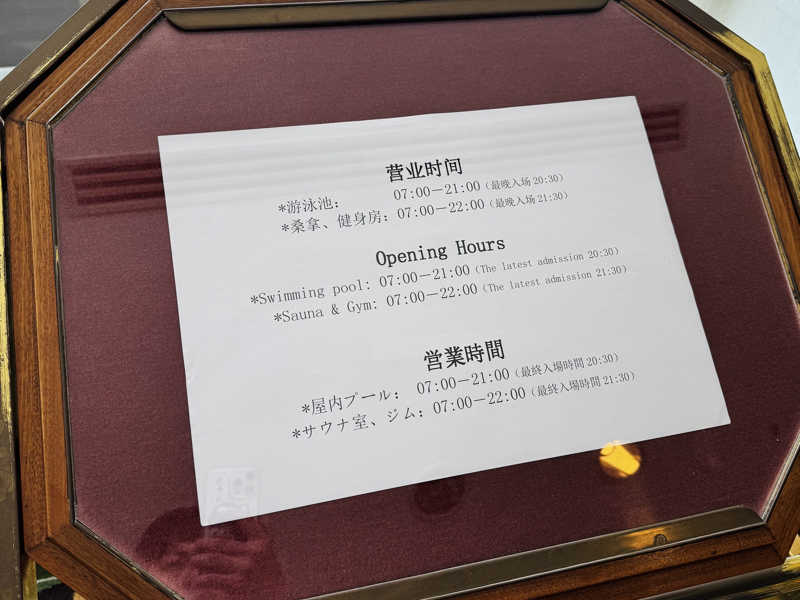 营业时间
*游泳池： 07:00－21:00（最晚入场 20:30）
*桑拿、健身房：07:00－22:00（最晚入场 21:30）
Opening Hours
*Swimming pool: 07:00－21:00（The latest admission 20:30）
*Sauna & Gym: 07:00－22:00（The latest admission 21:30）
営業時間
*屋内プール： 07:00－21:00（最終入場時間 20:30）
*サウナ室、ジム：07:00－22:00（最終入場時間 21:30）